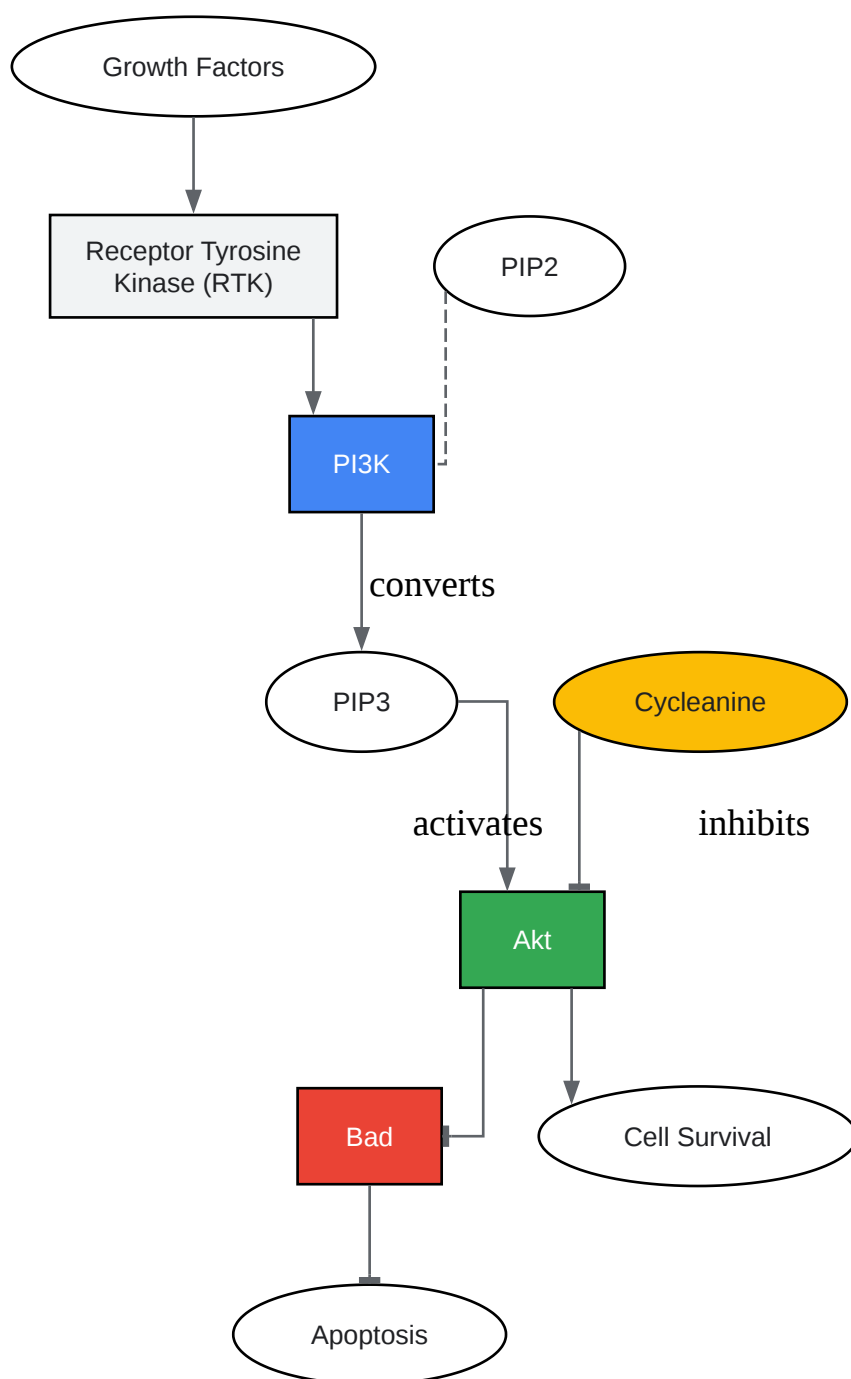 Growth Factors
Receptor Tyrosine
Kinase (RTK)
PIP2
PI3K
converts
PIP3
Cycleanine
activates
inhibits
Akt
Bad
Cell Survival
Apoptosis